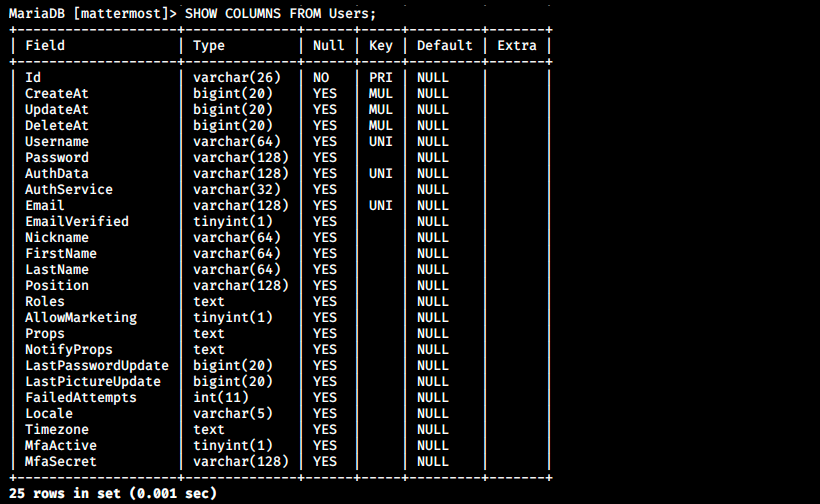 MariaDB [mattermost]> SHOW COLUMNS FROM Users;
+--------------------+--------------+------+-----+---------+-------+
| Field              | Type         | Null | Key | Default | Extra |
+--------------------+--------------+------+-----+---------+-------+
| Id                 | varchar(26)  | NO   | PRI | NULL    |       |
| CreateAt           | bigint(20)   | YES  | MUL | NULL    |       |
| UpdateAt           | bigint(20)   | YES  | MUL | NULL    |       |
| DeleteAt           | bigint(20)   | YES  | MUL | NULL    |       |
| Username           | varchar(64)  | YES  | UNI | NULL    |       |
| Password           | varchar(128) | YES  |     | NULL    |       |
| AuthData           | varchar(128) | YES  | UNI | NULL    |       |
| AuthService        | varchar(32)  | YES  |     | NULL    |       |
| Email              | varchar(128) | YES  | UNI | NULL    |       |
| EmailVerified      | tinyint(1)   | YES  |     | NULL    |       |
| Nickname           | varchar(64)  | YES  |     | NULL    |       |
| FirstName          | varchar(64)  | YES  |     | NULL    |       |
| LastName           | varchar(64)  | YES  |     | NULL    |       |
| Position           | varchar(128) | YES  |     | NULL    |       |
| Roles              | text         | YES  |     | NULL    |       |
| AllowMarketing     | tinyint(1)   | YES  |     | NULL    |       |
| Props              | text         | YES  |     | NULL    |       |
| NotifyProps        | text         | YES  |     | NULL    |       |
| LastPasswordUpdate | bigint(20)   | YES  |     | NULL    |       |
| LastPictureUpdate  | bigint(20)   | YES  |     | NULL    |       |
| FailedAttempts     | int(11)      | YES  |     | NULL    |       |
| Locale             | varchar(5)   | YES  |     | NULL    |       |
| Timezone           | text         | YES  |     | NULL    |       |
| MfaActive          | tinyint(1)   | YES  |     | NULL    |       |
| MfaSecret          | varchar(128) | YES  |     | NULL    |       |
+--------------------+--------------+------+-----+---------+-------+
25 rows in set (0.001 sec)